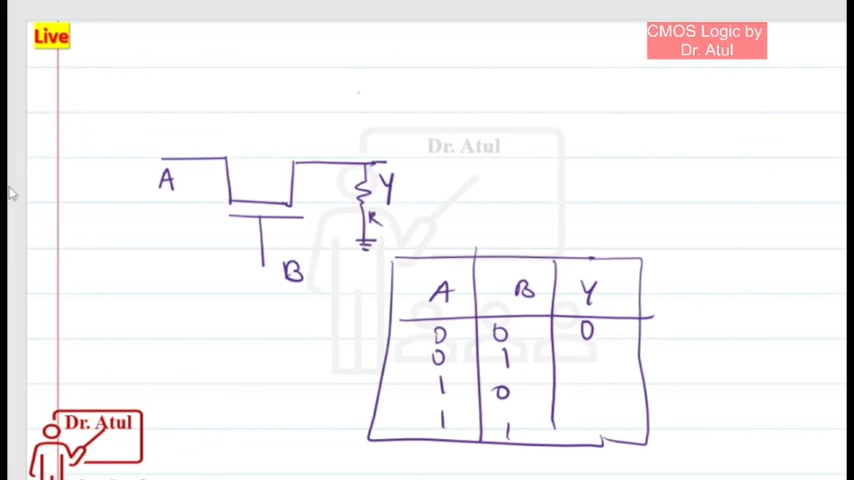 Live
CMOS Logic by
Dr. Atul
Dr. Atul
A
Y
R
B
A B Y
0 0 0
0 1
1 0
1 1
Dr. Atul